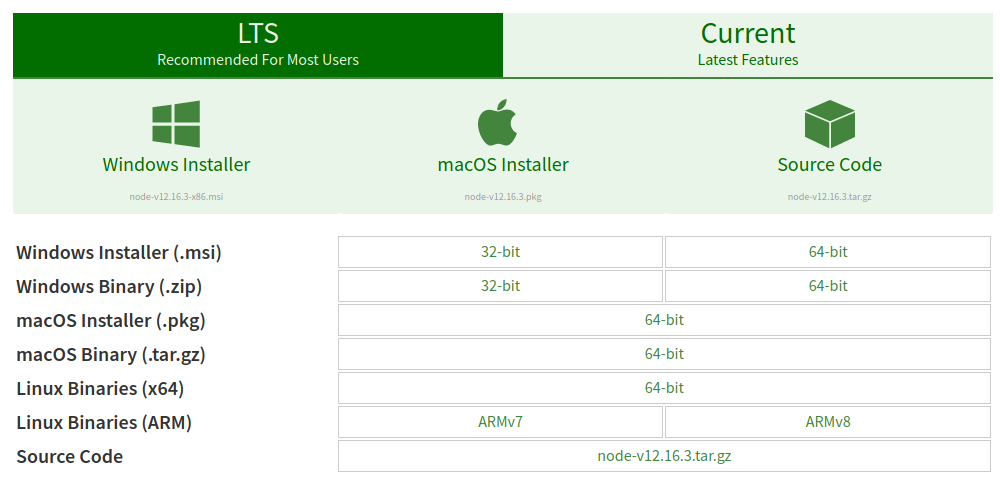 LTS
Recommended For Most Users
Current
Latest Features
Windows Installer
node-v12.16.3-x86.msi
macOS Installer
node-v12.16.3.pkg
Source Code
node-v12.16.3.tar.gz
Windows Installer (.msi) 32-bit 64-bit
Windows Binary (.zip) 32-bit 64-bit
macOS Installer (.pkg) 64-bit
macOS Binary (.tar.gz) 64-bit
Linux Binaries (x64) 64-bit
Linux Binaries (ARM) ARMv7 ARMv8
Source Code node-v12.16.3.tar.gz